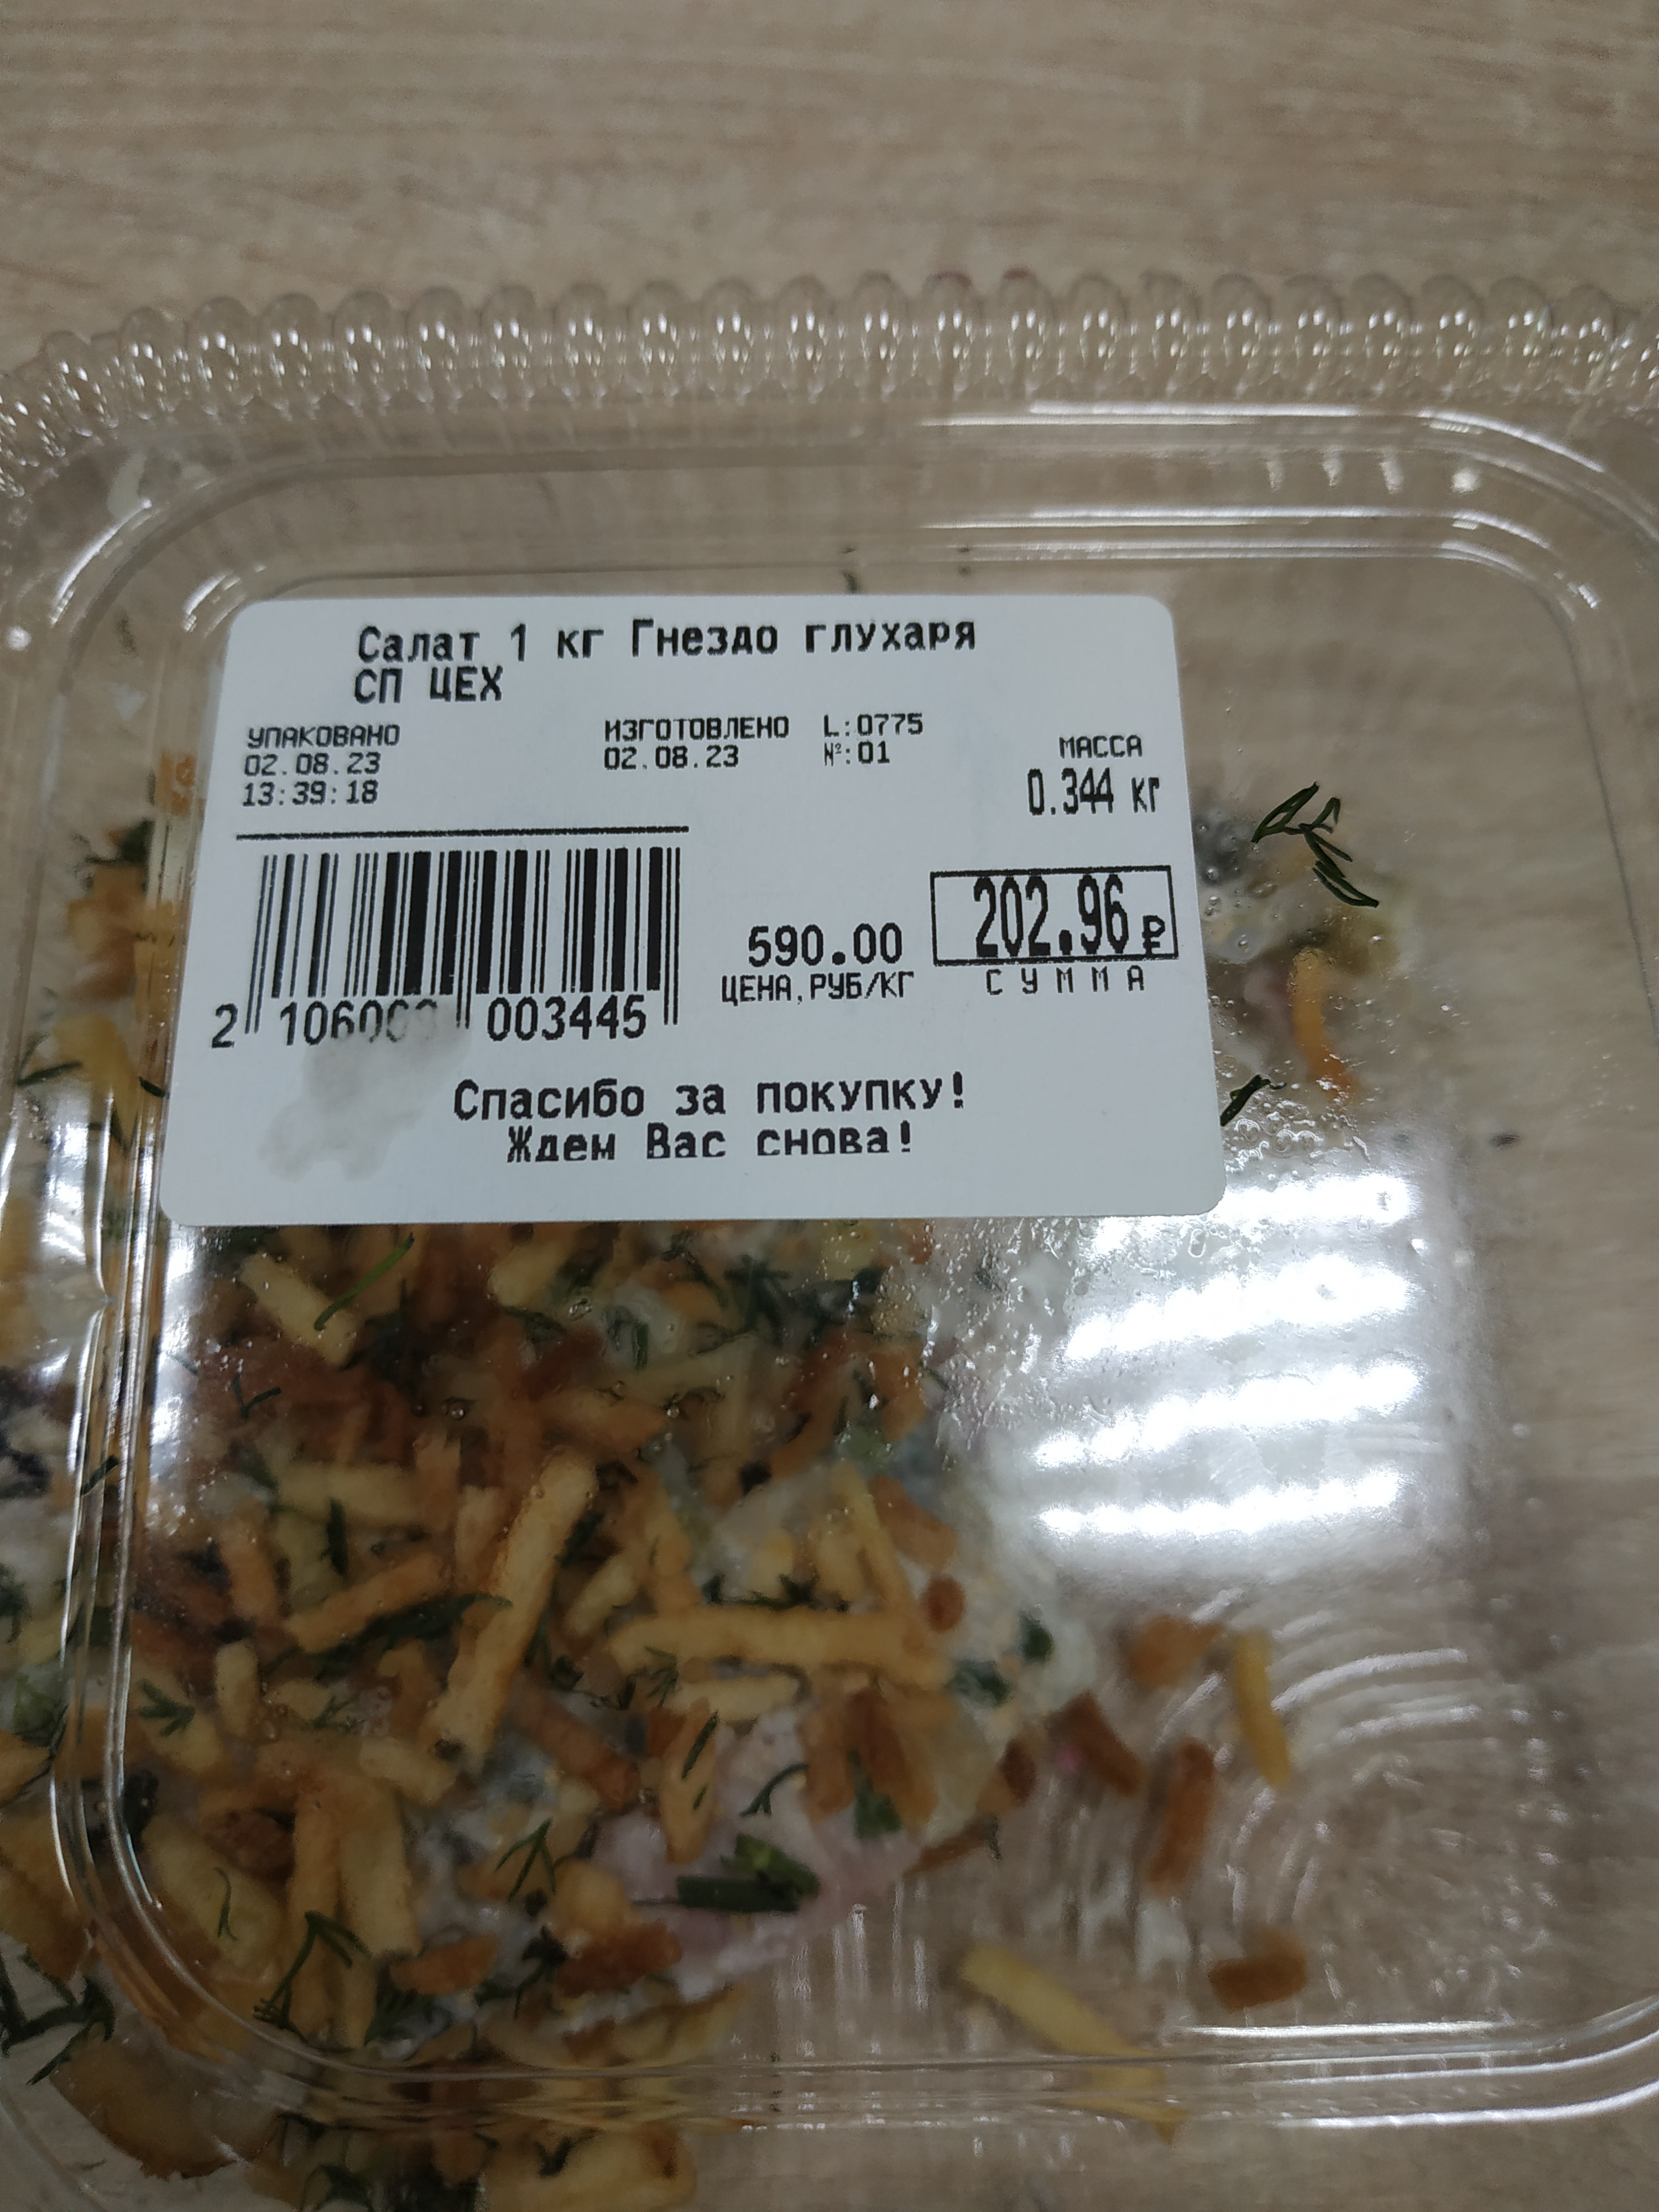 Салат 1 кг Гнездо глухаря
СП ЦЕХ
УПАКОВАНО
02.08.23
13:39:18
ИЗГОТОВЛЕНО L:0775
02.08.23 №:01
МАССА
0.344 кг
590.00
ЦЕНА,РУБ/КГ
202.96 ₽
СУММА
2 003445
Спасибо за покупку!
Ждем Вас снова!